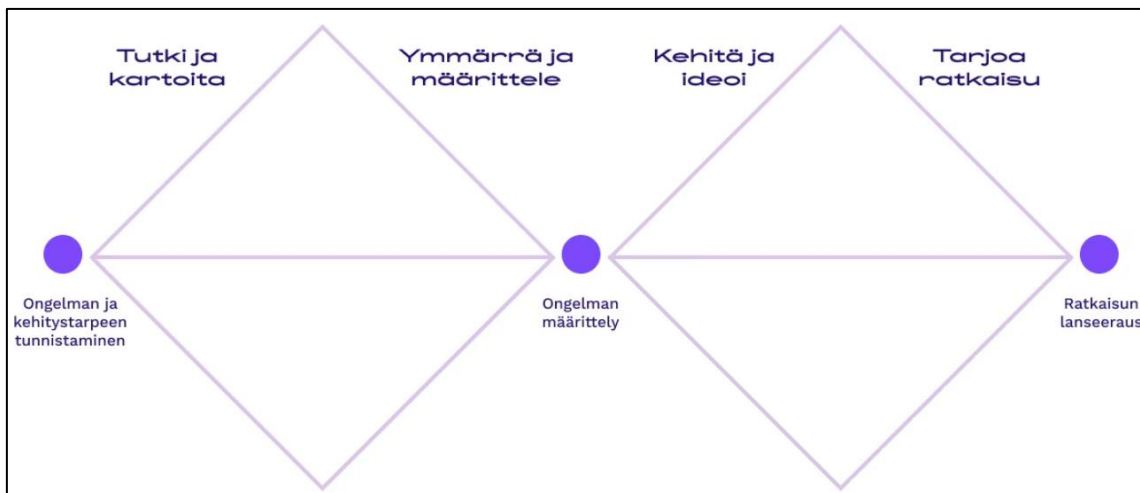 Tutki ja
kartoita
Ymmärrä ja
määrittele
Kehitä ja
ideoi
Tarjoa
ratkaisu
Ongelman ja
kehitystarpeen
tunnistaminen
Ongelman
määrittely
Ratkaisun
lanseeraus